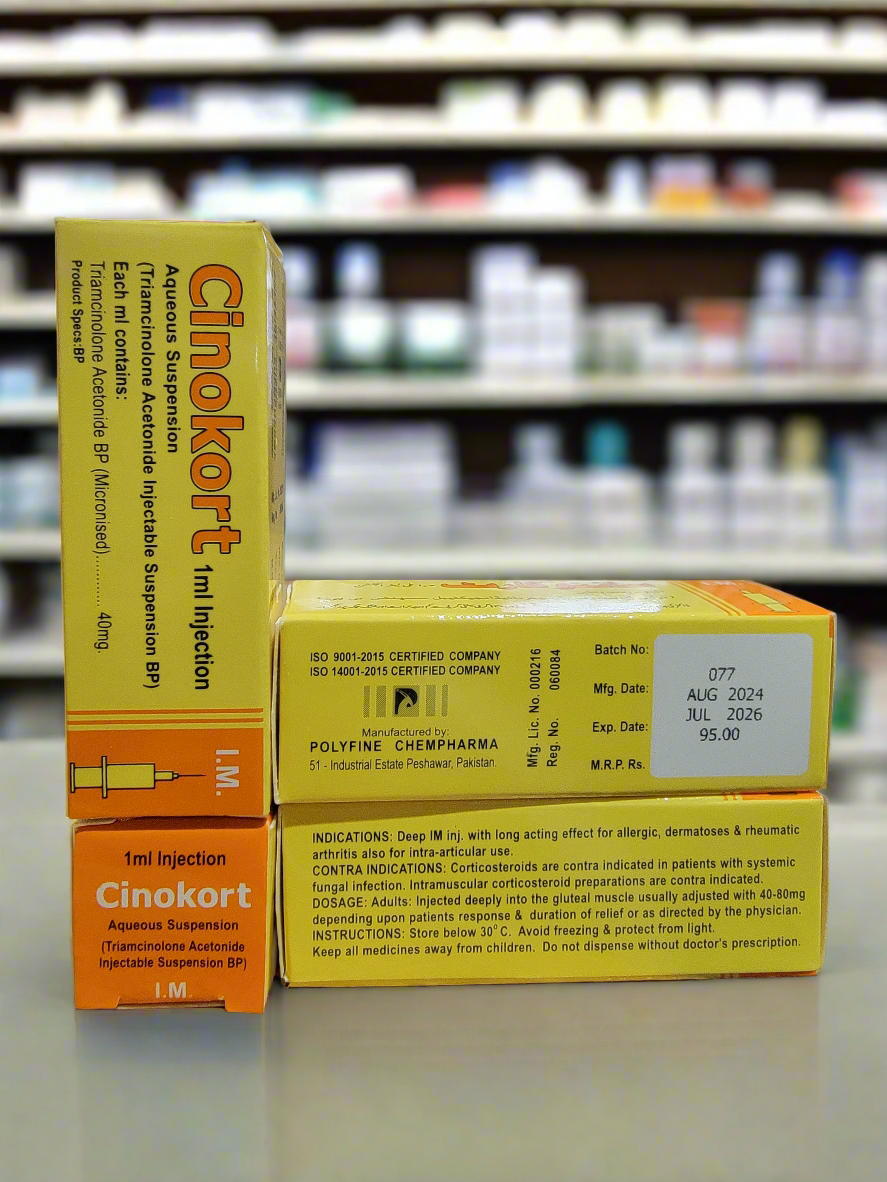 Cinokort 1ml Injection
Aqueous Suspension
(Triamcinolone Acetonide Injectable Suspension BP)
Each ml contains:
Triamcinolone Acetonide BP (Micronised)............ 40mg.
Product Specs:BP
I.M.
ISO 9001-2015 CERTIFIED COMPANY
ISO 14001-2015 CERTIFIED COMPANY
Manufactured by:
POLYFINE CHEMPHARMA
51 - Industrial Estate Peshawar, Pakistan.
Mfg. Lic. No. 000216
Reg. No. 060084
Batch No: 077
Mfg. Date: AUG 2024
Exp. Date: JUL 2026
M.R.P. Rs. 95.00
1ml Injection
Cinokort
Aqueous Suspension
(Triamcinolone Acetonide
Injectable Suspension BP)
I.M.
INDICATIONS: Deep IM inj. with long acting effect for allergic, dermatoses & rheumatic
arthritis also for intra-articular use.
CONTRA INDICATIONS: Corticosteroids are contra indicated in patients with systemic
fungal infection. Intramuscular corticosteroid preparations are contra indicated.
DOSAGE: Adults: Injected deeply into the gluteal muscle usually adjusted with 40-80mg
depending upon patients response & duration of relief or as directed by the physician.
INSTRUCTIONS: Store below 30°C. Avoid freezing & protect from light.
Keep all medicines away from children. Do not dispense without doctor's prescription.